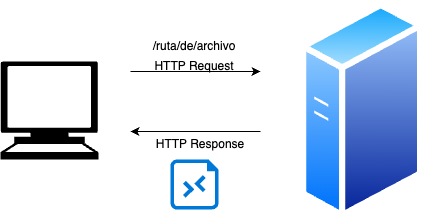 /ruta/de/archivo
HTTP Request
HTTP Response